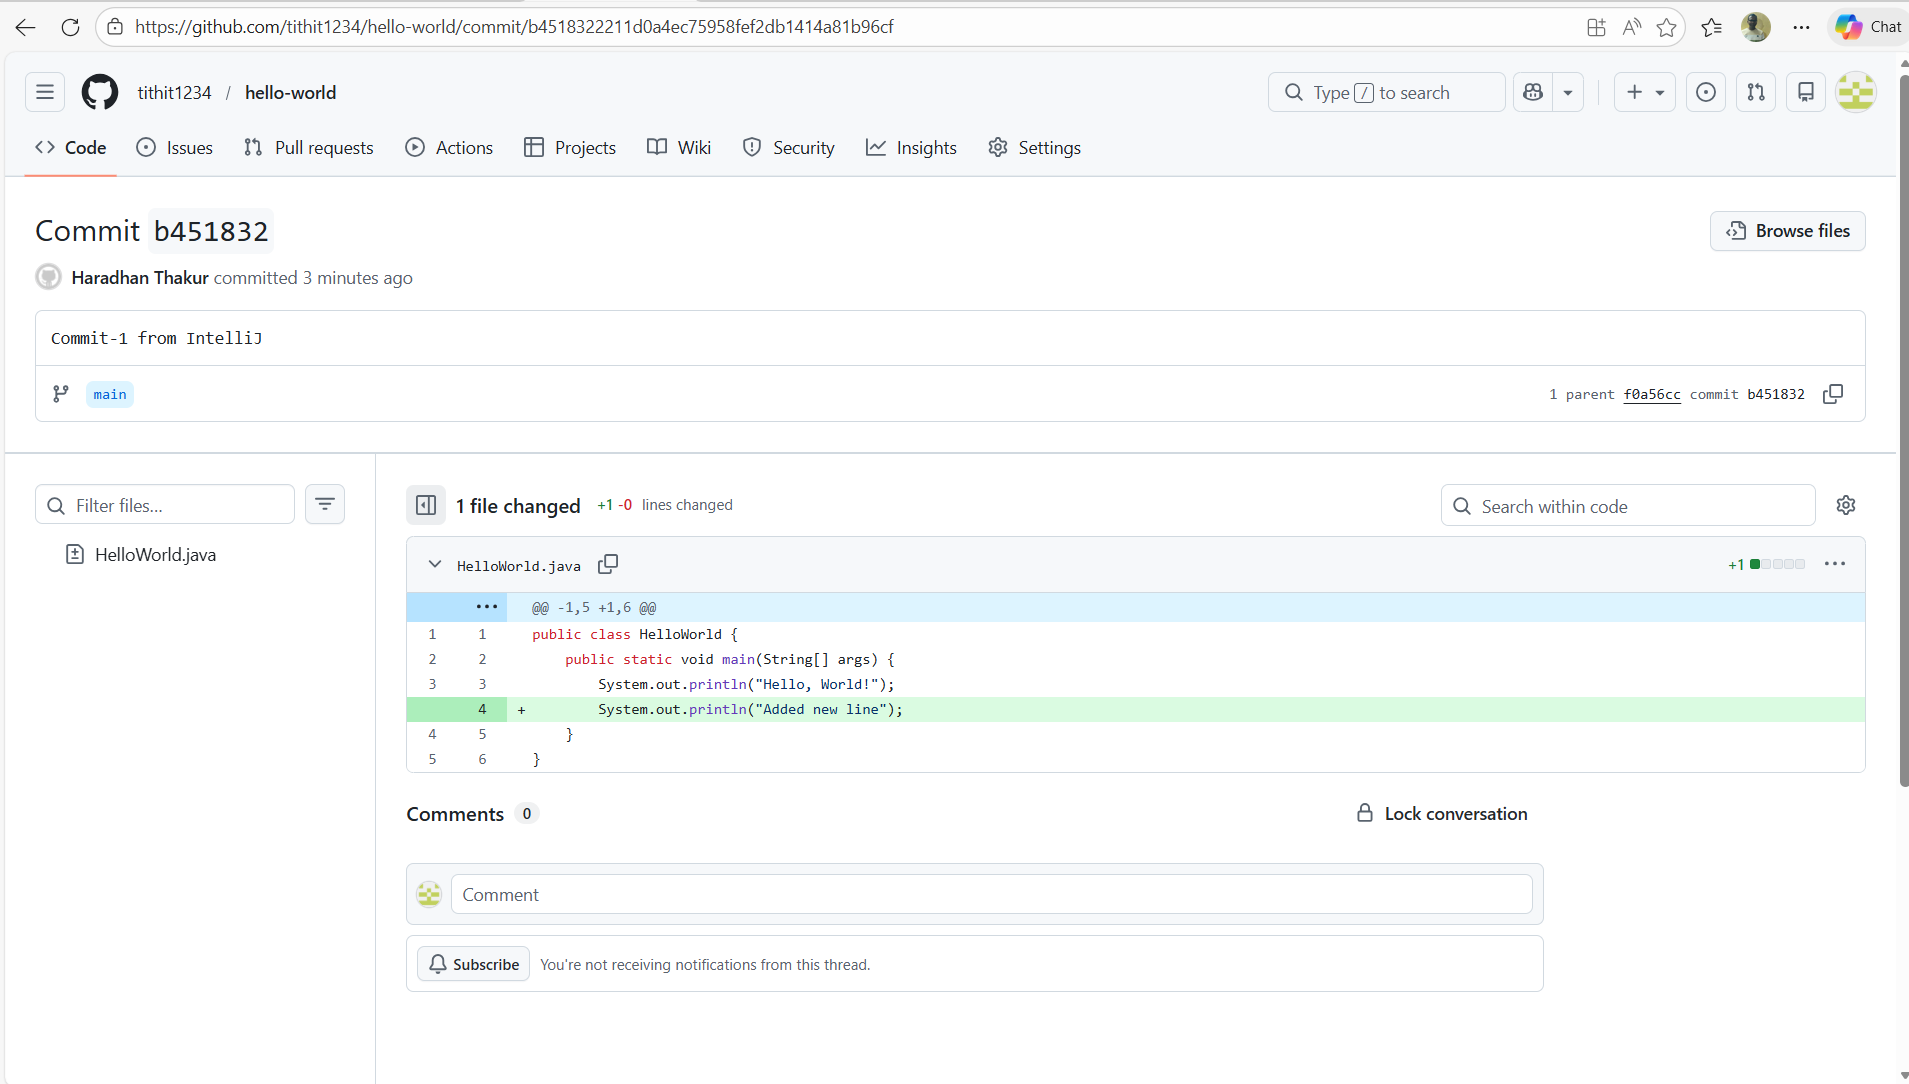 https://github.com/tithit1234/hello-world/commit/b4518322211d0a4ec75958fef2db1414a81b96cf
Chat
tithit1234 / hello-world
Type / to search
Code Issues Pull requests Actions Projects Wiki Security Insights Settings
Commit b451832
Browse files
Haradhan Thakur committed 3 minutes ago
Commit-1 from IntelliJ
main
1 parent f0a56cc commit b451832
Filter files...
HelloWorld.java
1 file changed +1 -0 lines changed
Search within code
HelloWorld.java
+1
@@ -1,5 +1,6 @@
1 1 public class HelloWorld {
2 2 public static void main(String[] args) {
3 3 System.out.println("Hello, World!");
4 + System.out.println("Added new line");
4 5 }
5 6 }
Comments 0
Lock conversation
Comment
Subscribe You're not receiving notifications from this thread.